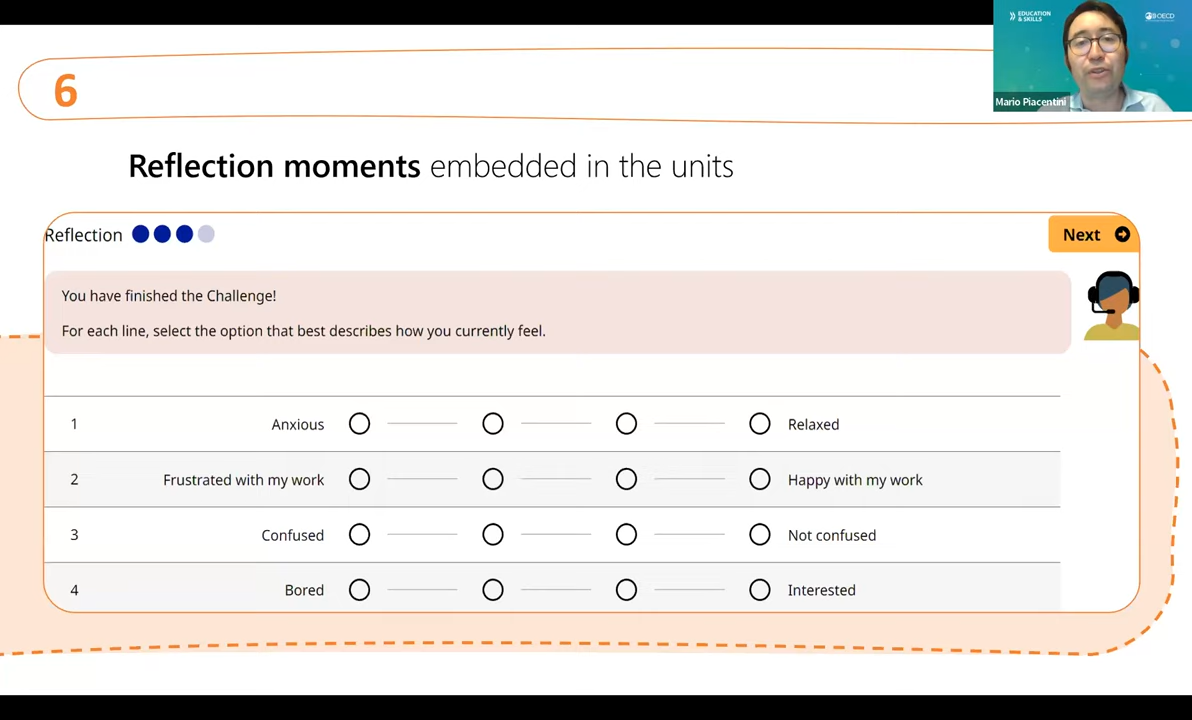 EDUCATION
& SKILLS
OECD
Mario Piacentini
6
Reflection moments embedded in the units
Reflection
Next
You have finished the Challenge!
For each line, select the option that best describes how you currently feel.
1 Anxious Relaxed
2 Frustrated with my work Happy with my work
3 Confused Not confused
4 Bored Interested